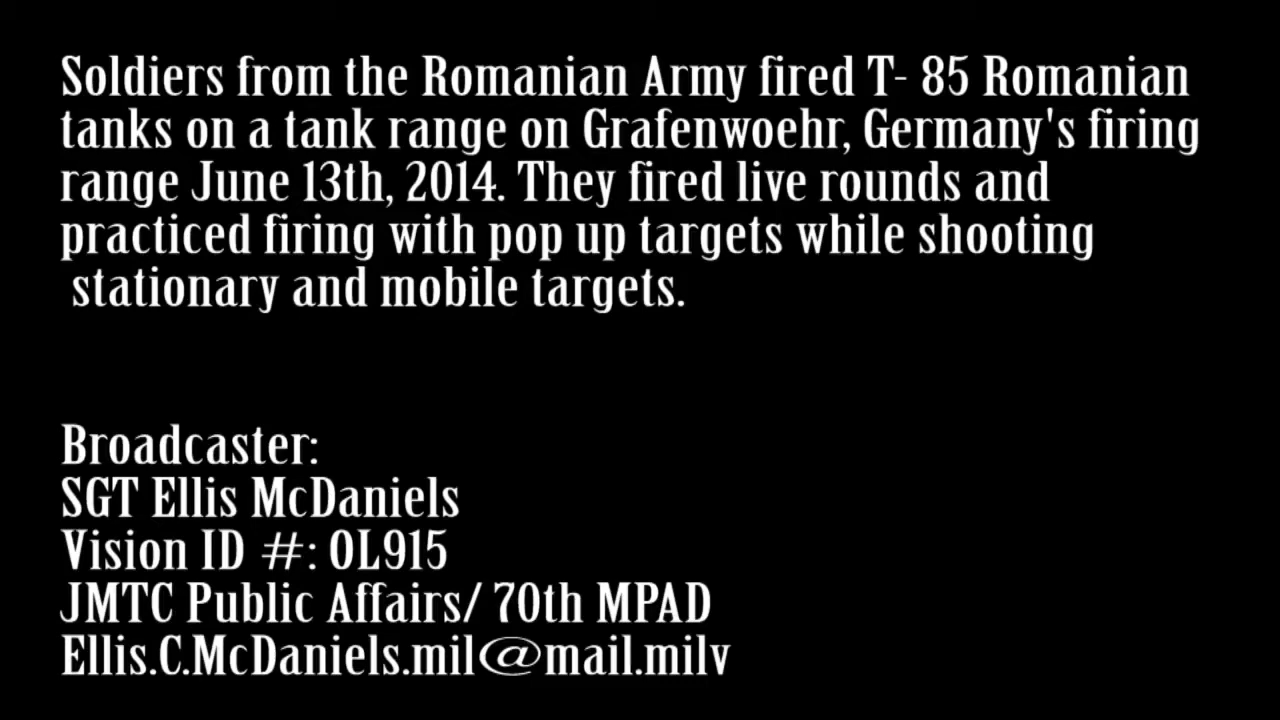 Soldiers from the Romanian Army fired T- 85 Romanian
tanks on a tank range on Grafenwoehr, Germany's firing
range June 13th, 2014. They fired live rounds and
practiced firing with pop up targets while shooting
stationary and mobile targets.
Broadcaster:
SGT Ellis McDaniels
Vision ID #: OL915
JMTC Public Affairs/ 70th MPAD
Ellis.C.McDaniels.mil@mail.milv